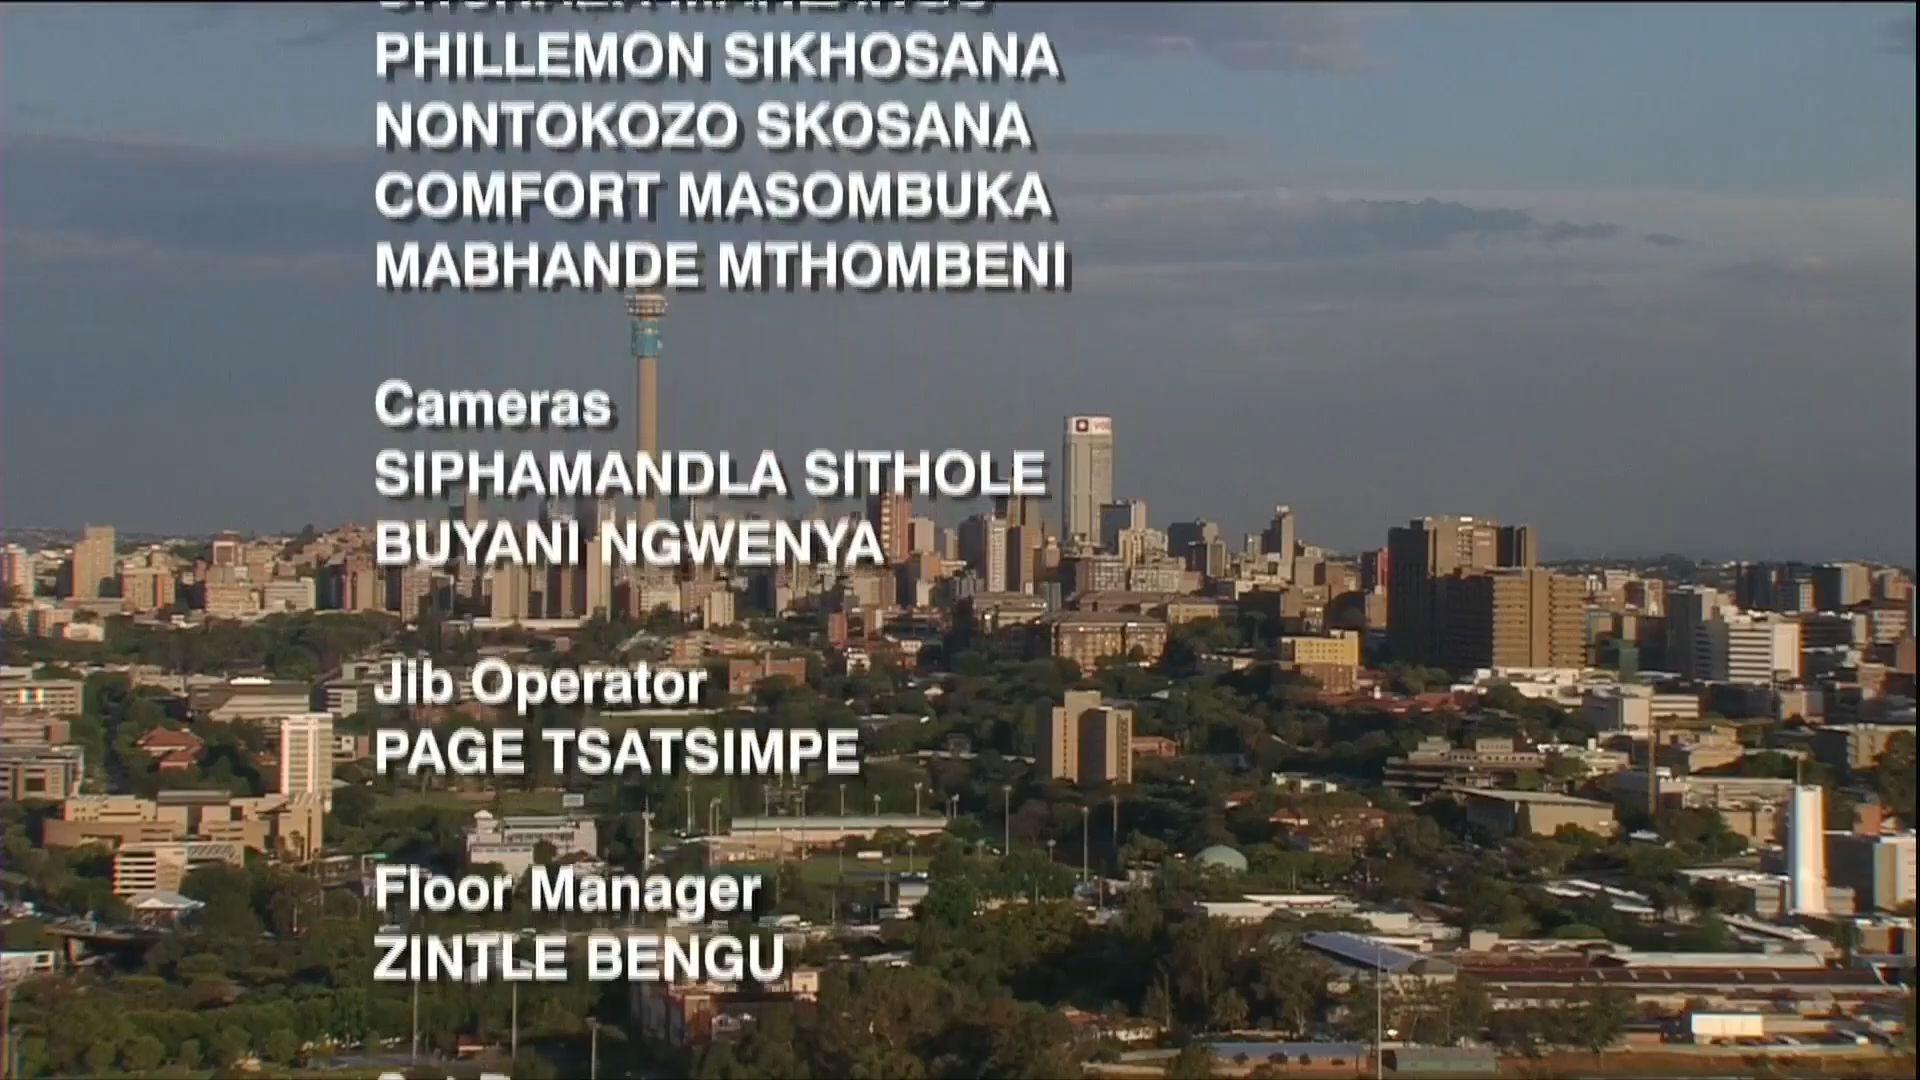 PHILLEMON SIKHOSANA
NONTOKOZO SKOSANA
COMFORT MASOMBUKA
MABHANDE MTHOMBENI
Cameras
SIPHAMANDLA SITHOLE
BUYANI NGWENYA
Jib Operator
PAGE TSATSIMPE
Floor Manager
ZINTLE BENGU